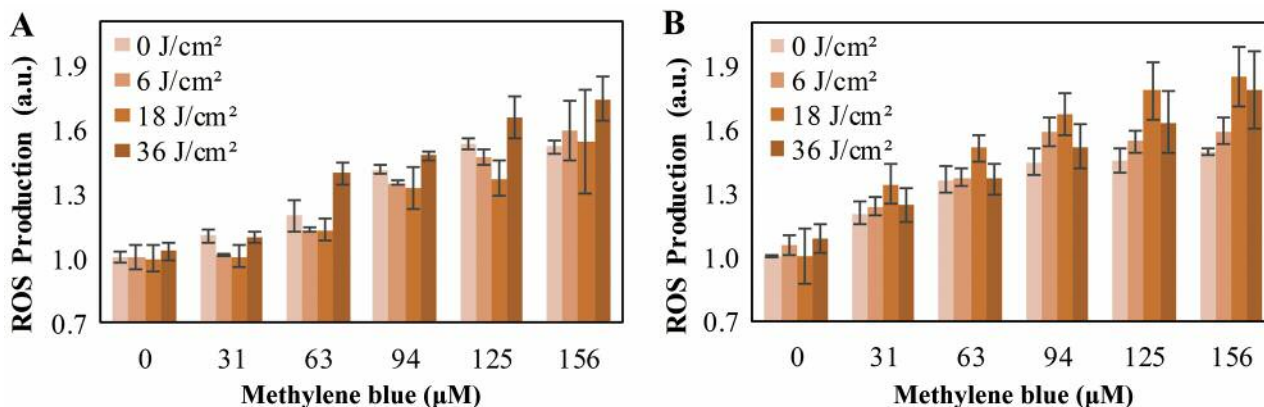 A
ROS Production (a.u.)
1.9
1.6
1.3
1.0
0.7
0 J/cm²
6 J/cm²
18 J/cm²
36 J/cm²
0 31 63 94 125 156
Methylene blue (μM)
B
ROS Production (a.u.)
1.9
1.6
1.3
1.0
0.7
0 J/cm²
6 J/cm²
18 J/cm²
36 J/cm²
0 31 63 94 125 156
Methylene blue (μM)